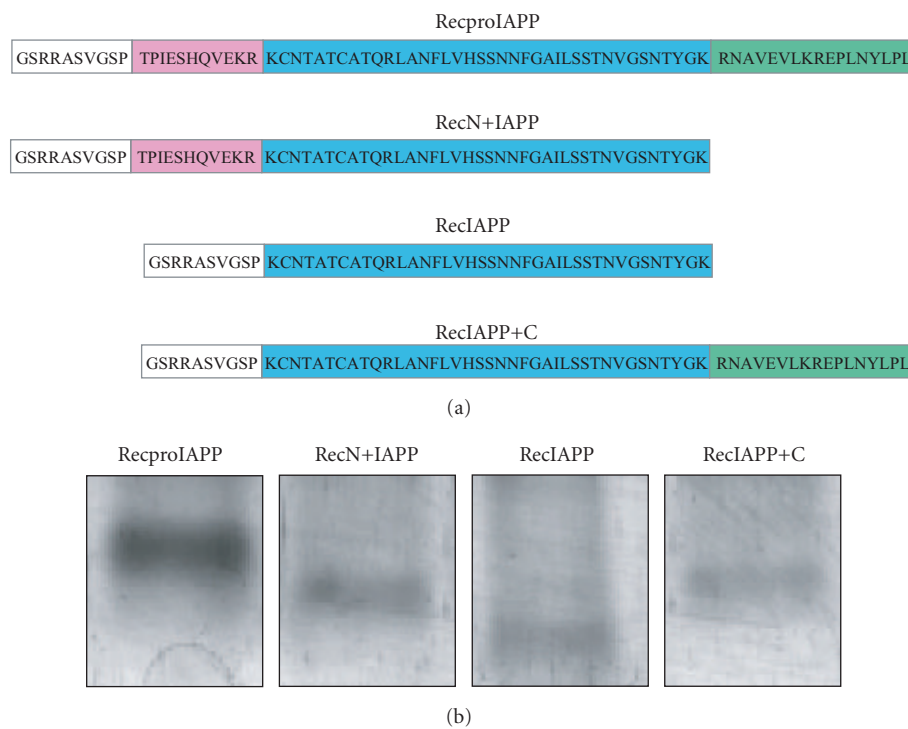 RecproIAPP
GSRRASVGSP TPIESHQVEKR KCNTATCATQRLANFLVHSSNNFGAILSSTNVGSNTYGK RNAVEVLKREPLNYLPL
RecN+IAPP
GSRRASVGSP TPIESHQVEKR KCNTATCATQRLANFLVHSSNNFGAILSSTNVGSNTYGK
RecIAPP
GSRRASVGSP KCNTATCATQRLANFLVHSSNNFGAILSSTNVGSNTYGK
RecIAPP+C
GSRRASVGSP KCNTATCATQRLANFLVHSSNNFGAILSSTNVGSNTYGK RNAVEVLKREPLNYLPL
(a)
RecproIAPP RecN+IAPP RecIAPP RecIAPP+C
(b)